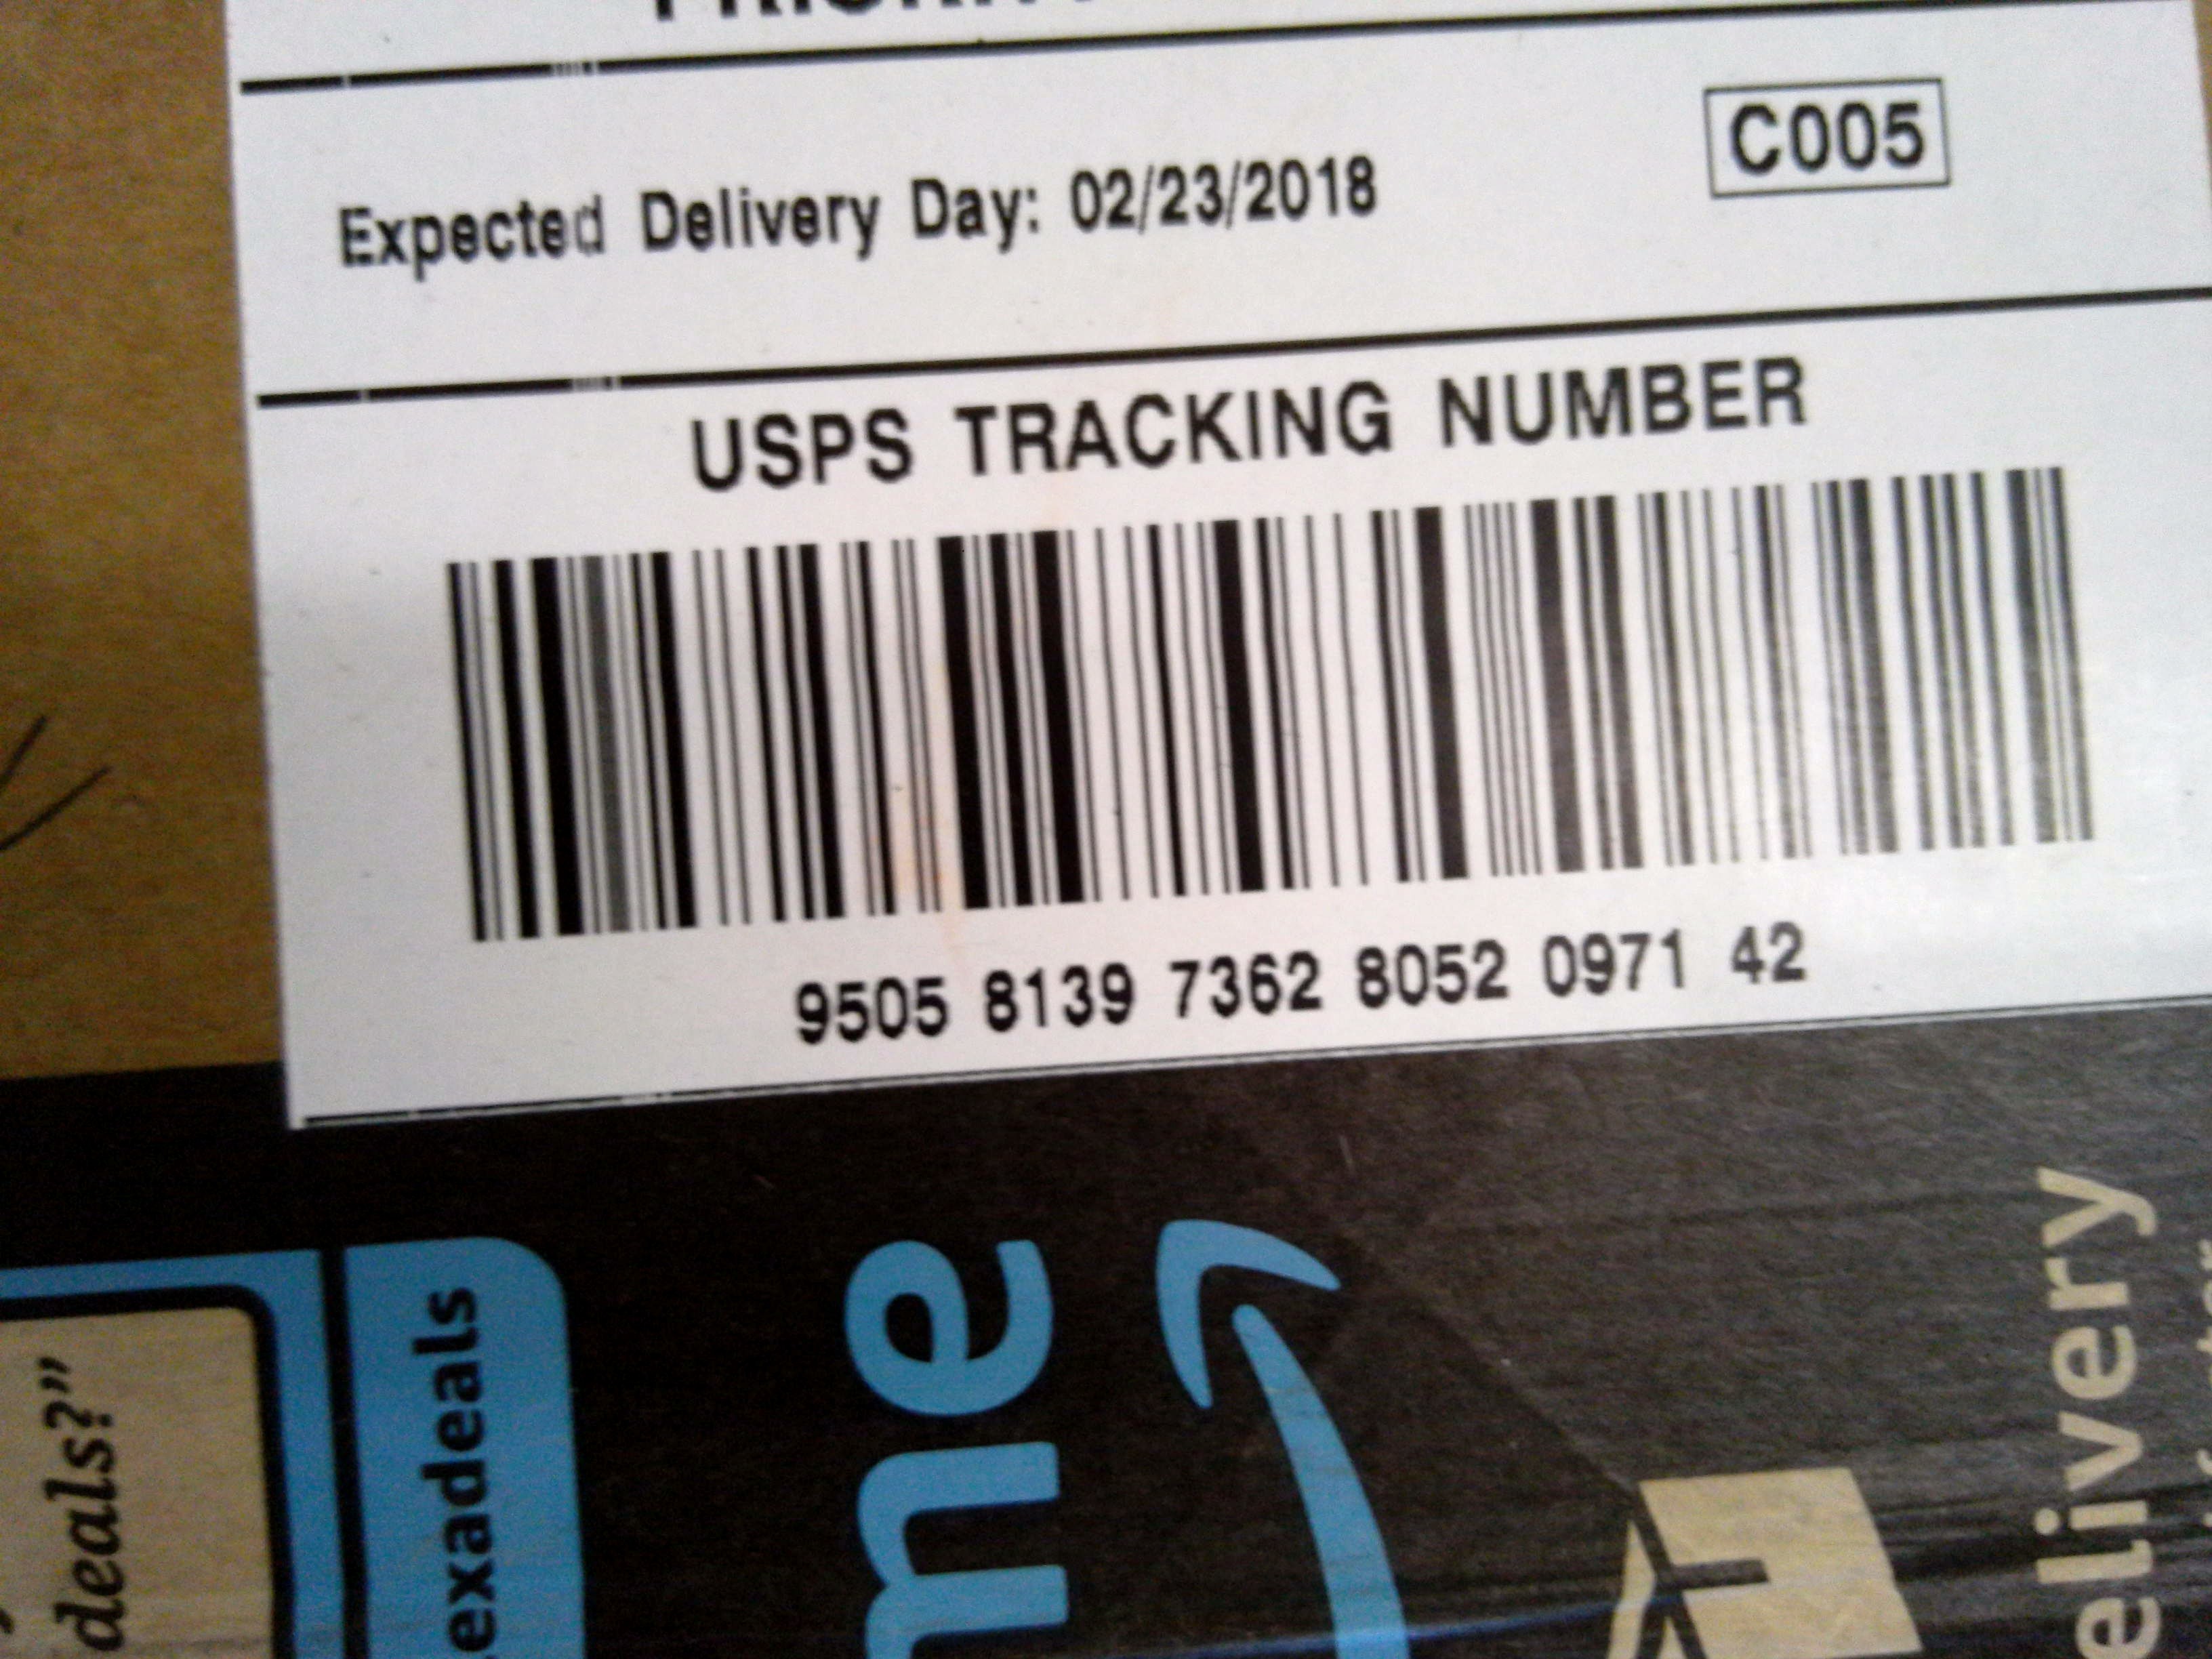 C005
Expected Delivery Day: 02/23/2018
USPS TRACKING NUMBER
9505 8139 7362 8052 0971 42
deals?”
exadeals
me
elivery